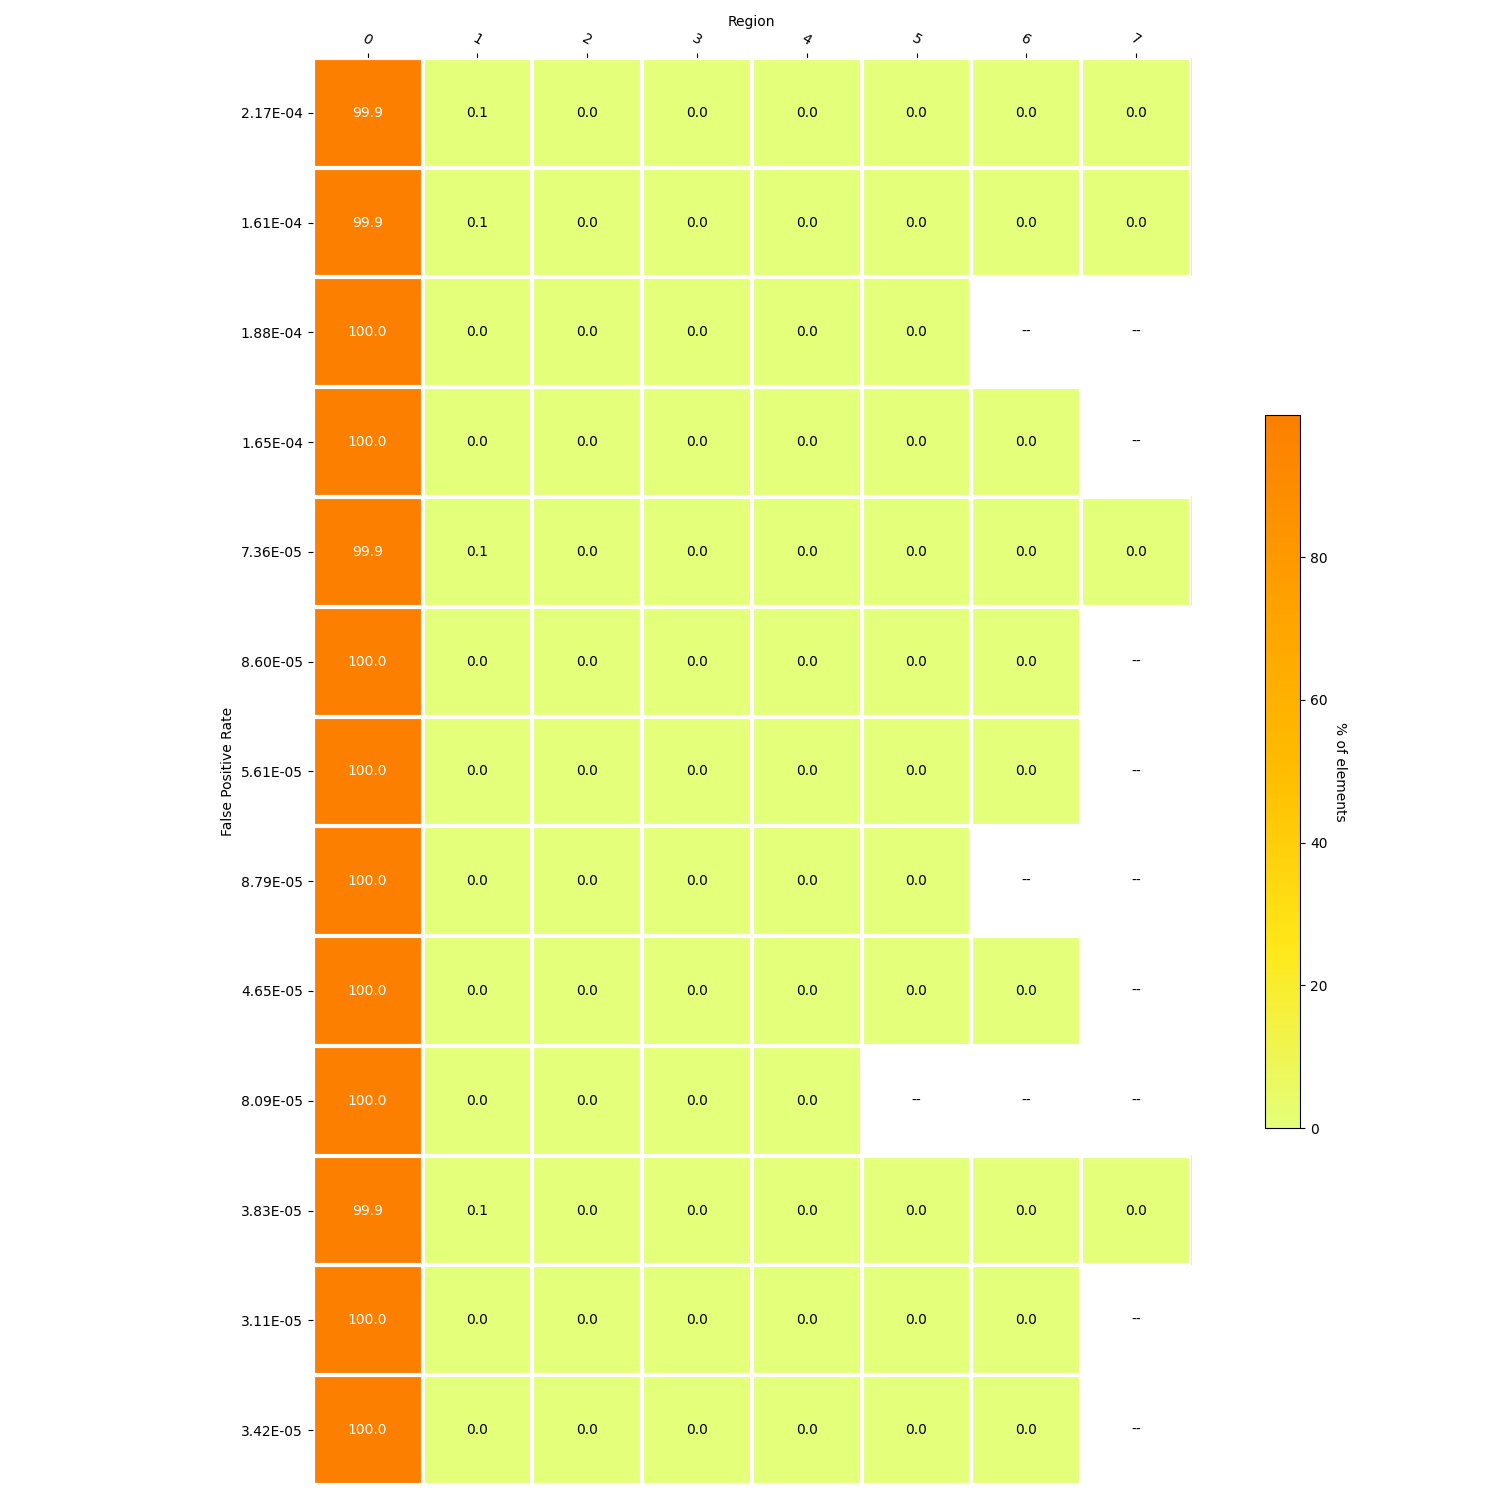 Region
0 1 2 3 4 5 6 7
2.17E-04 99.9 0.1 0.0 0.0 0.0 0.0 0.0 0.0
1.61E-04 99.9 0.1 0.0 0.0 0.0 0.0 0.0 0.0
1.88E-04 100.0 0.0 0.0 0.0 0.0 0.0 -- --
1.65E-04 100.0 0.0 0.0 0.0 0.0 0.0 0.0 --
7.36E-05 99.9 0.1 0.0 0.0 0.0 0.0 0.0 0.0
8.60E-05 100.0 0.0 0.0 0.0 0.0 0.0 0.0 --
5.61E-05 100.0 0.0 0.0 0.0 0.0 0.0 0.0 --
8.79E-05 100.0 0.0 0.0 0.0 0.0 0.0 -- --
4.65E-05 100.0 0.0 0.0 0.0 0.0 0.0 0.0 --
8.09E-05 100.0 0.0 0.0 0.0 0.0 -- -- --
3.83E-05 99.9 0.1 0.0 0.0 0.0 0.0 0.0 0.0
3.11E-05 100.0 0.0 0.0 0.0 0.0 0.0 0.0 --
3.42E-05 100.0 0.0 0.0 0.0 0.0 0.0 0.0 --
False Positive Rate
80
60
40
20
0
% of elements